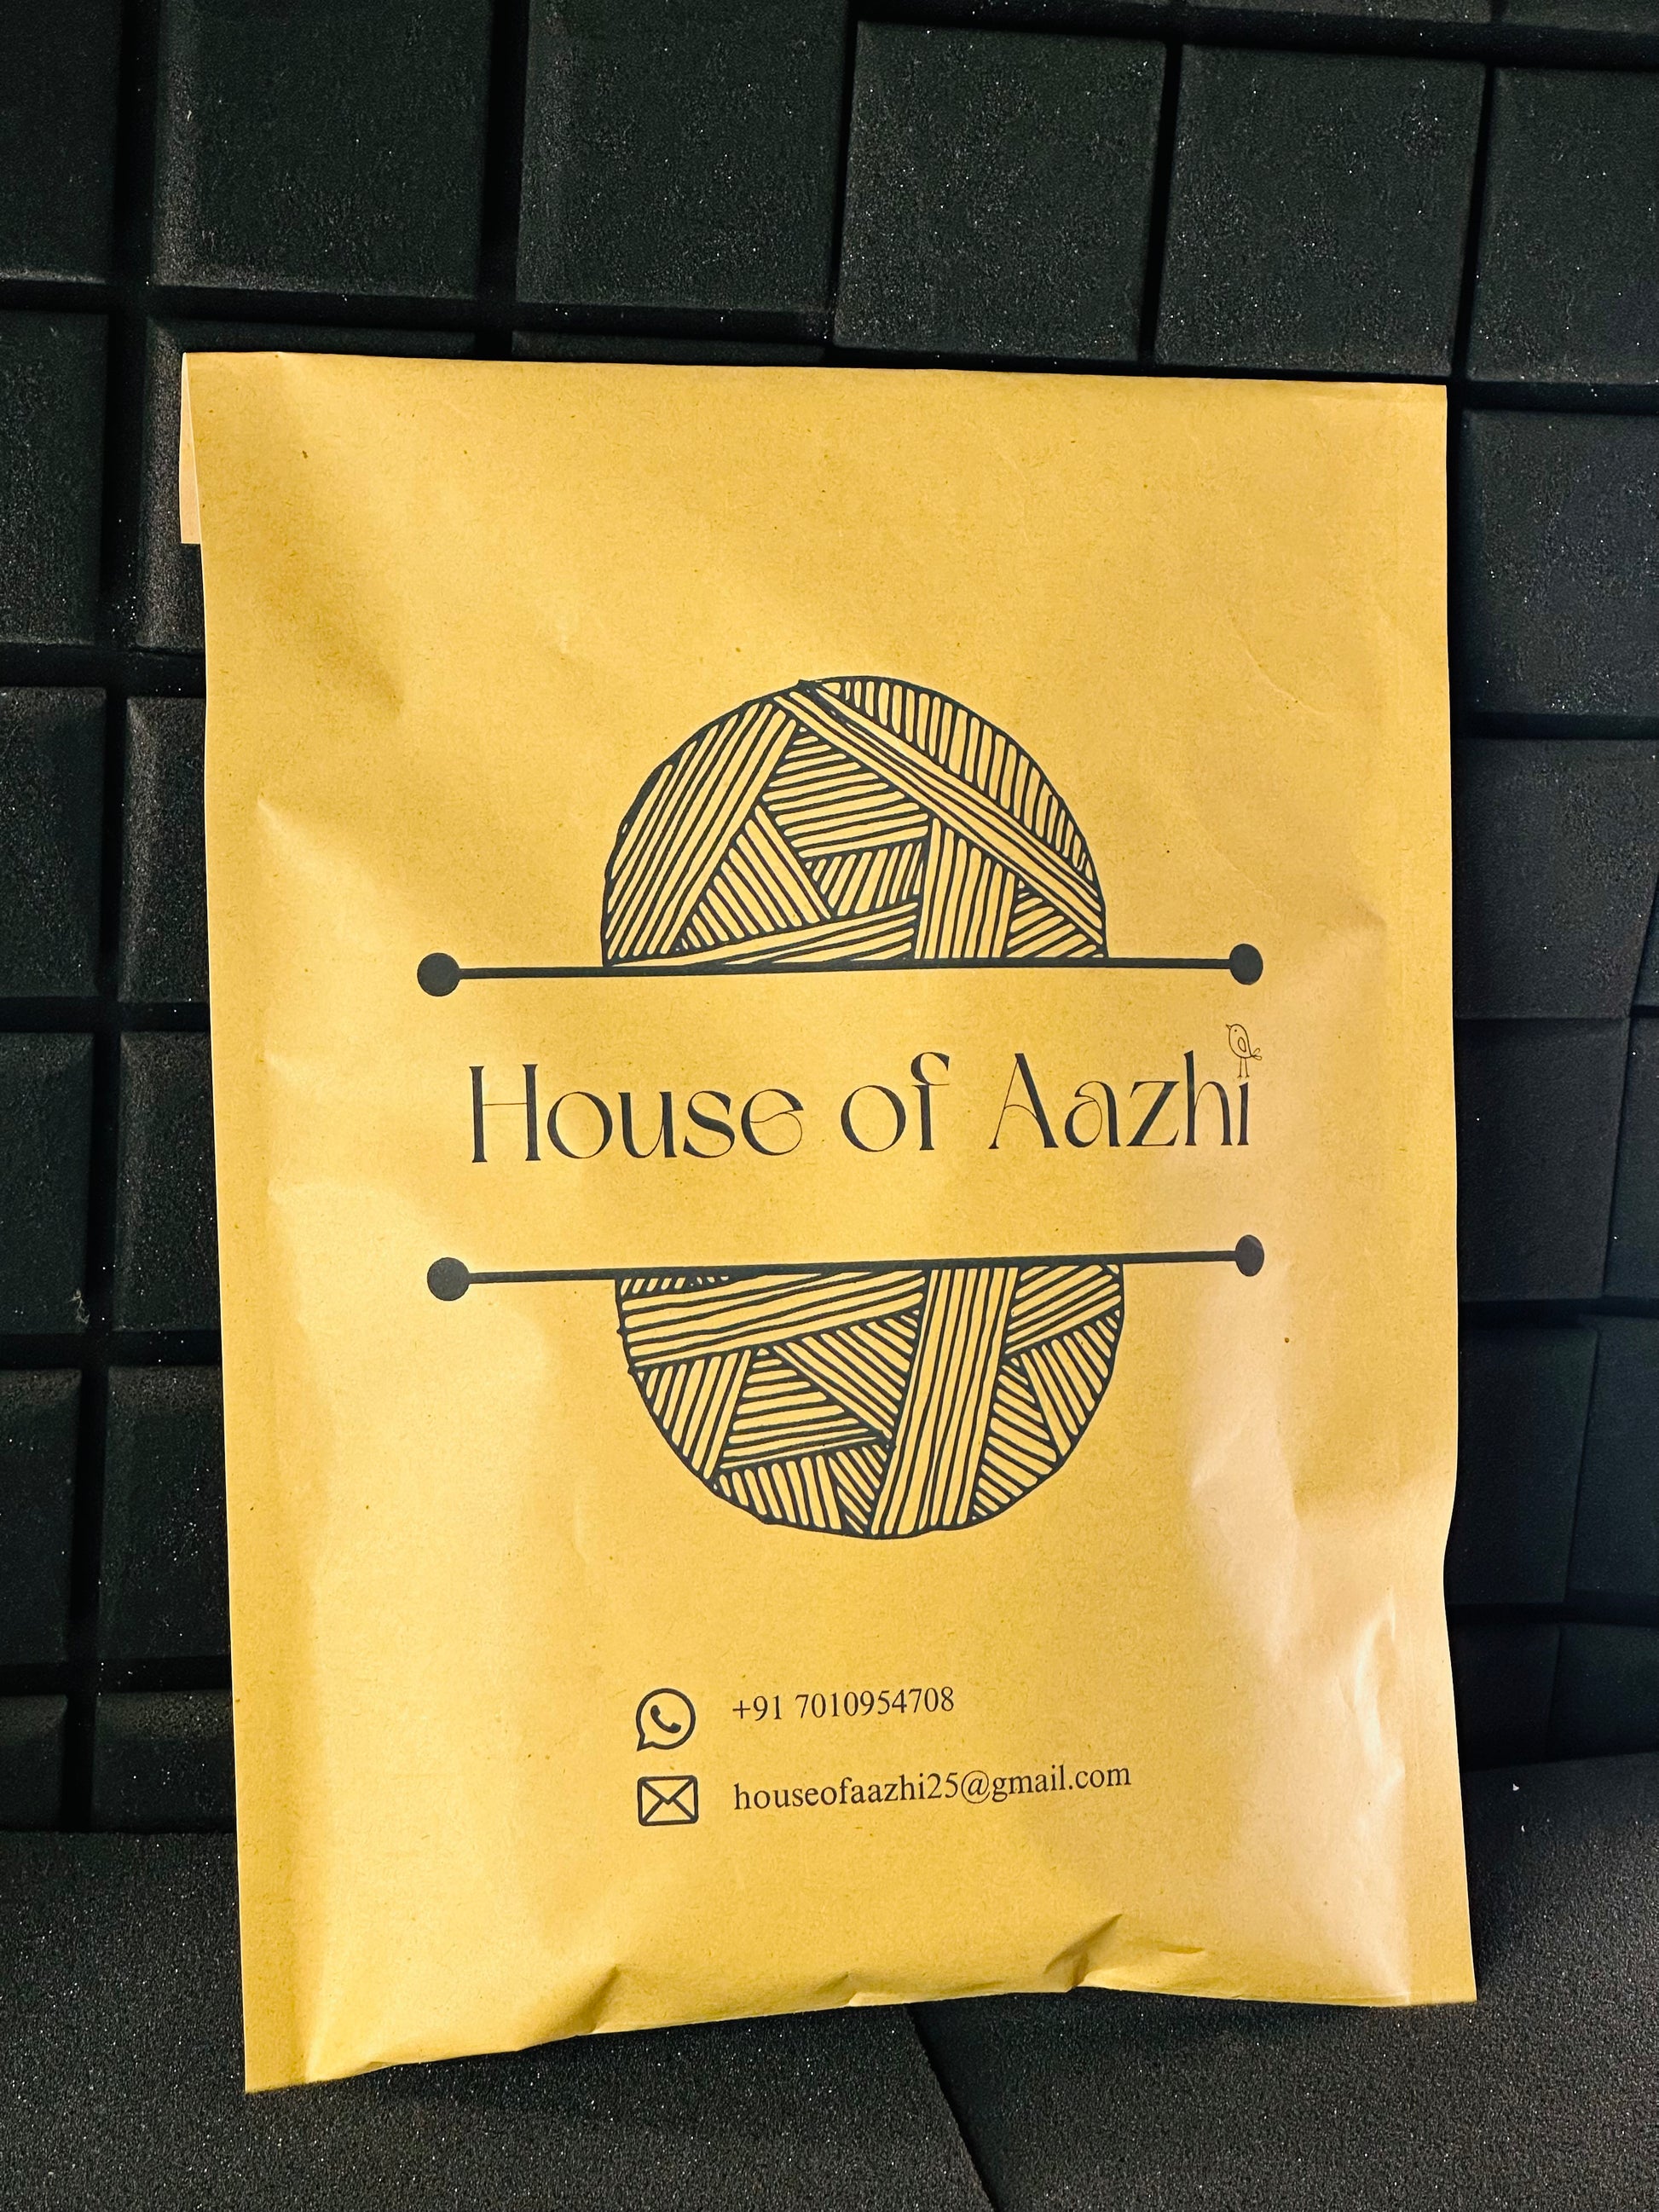 House of Aazhi
+91 7010954708
houseofaazhi25@gmail.com